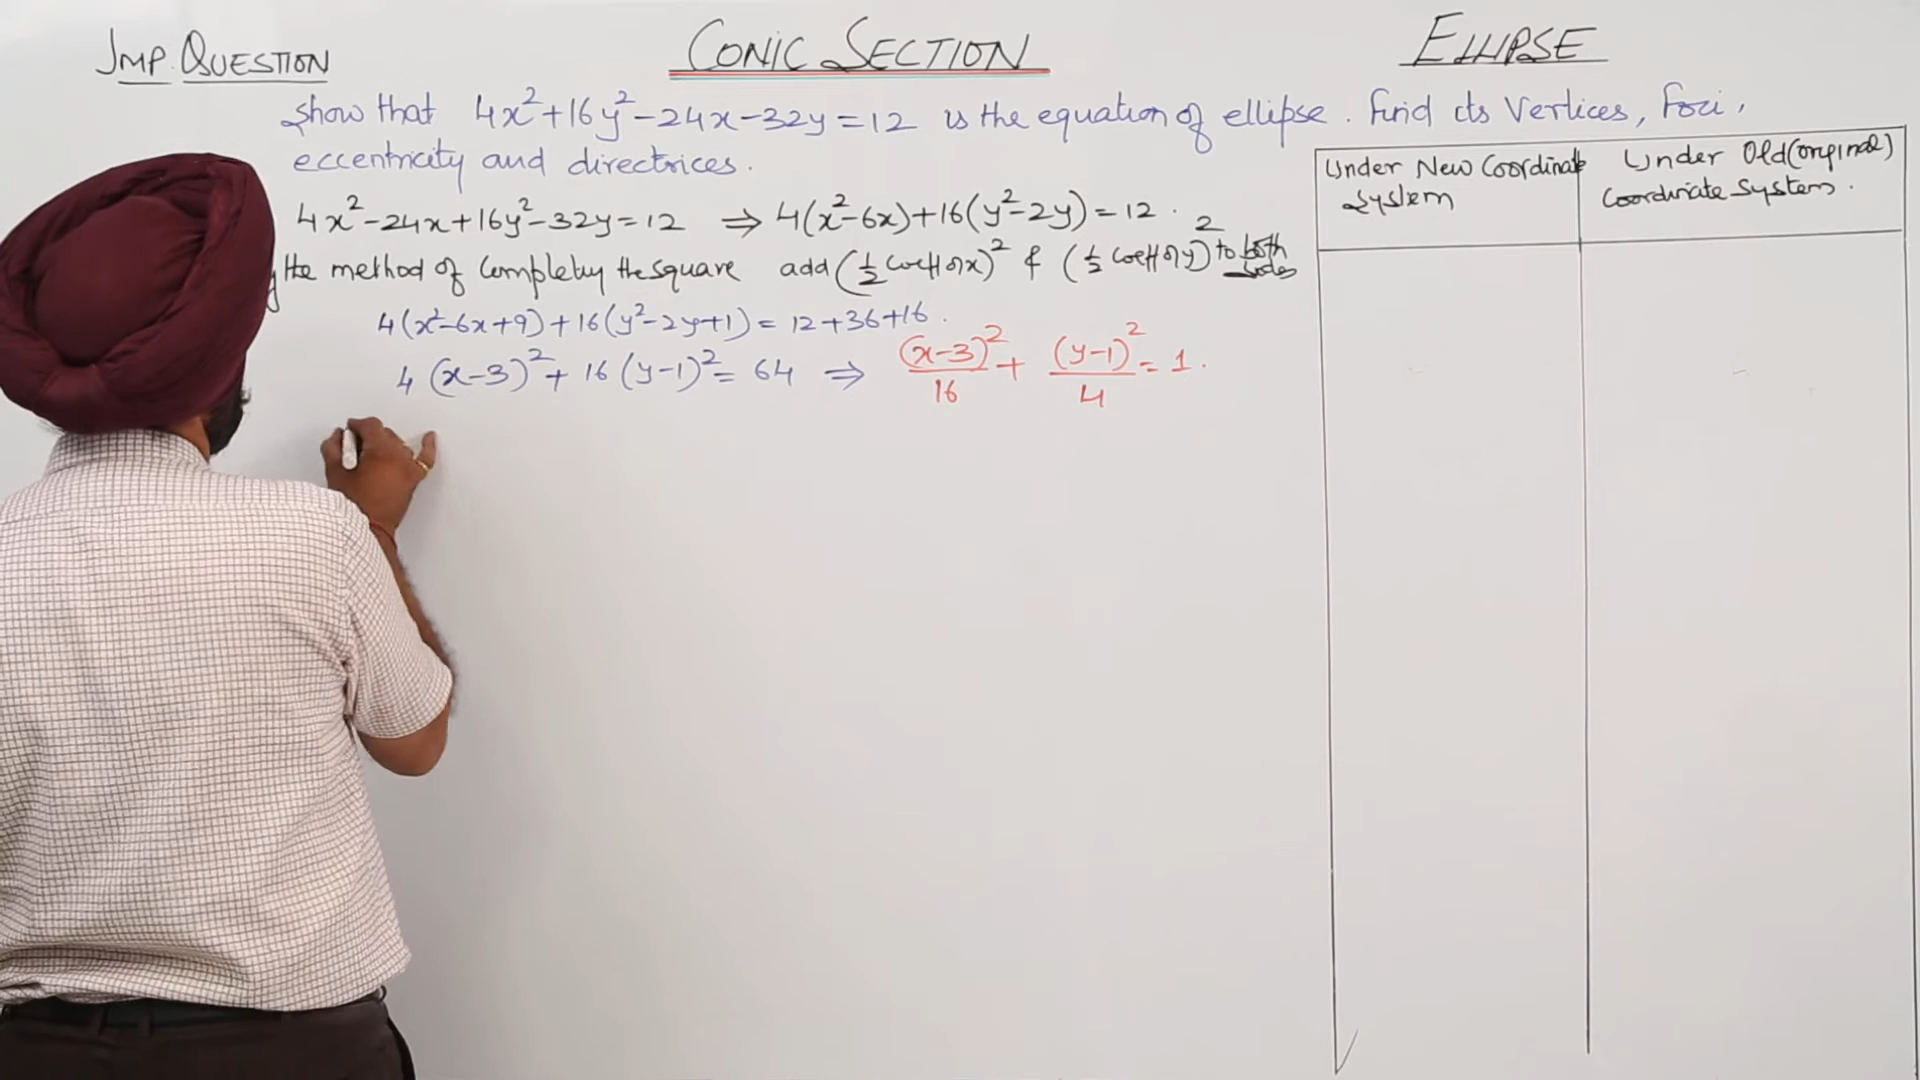 IMP. QUESTION
CONIC SECTION
ELLIPSE
show that 4x²+16y²-24x-32y=12 is the equation of ellipse. Find its Vertices, Foci,
eccentricity and directrices.
4x²-24x+16y²-32y=12 ⇒ 4(x²-6x)+16(y²-2y)=12.
the method of completing the square add (½ coeff of x)² & (½ coeff of y)² to both sides
4(x²-6x+9)+16(y²-2y+1)=12+36+16.
4(x-3)²+16(y-1)²=64 ⇒ (x-3)²/16 + (y-1)²/4 = 1.
Under New Coordinate
System
Under Old (original)
Coordinate System.